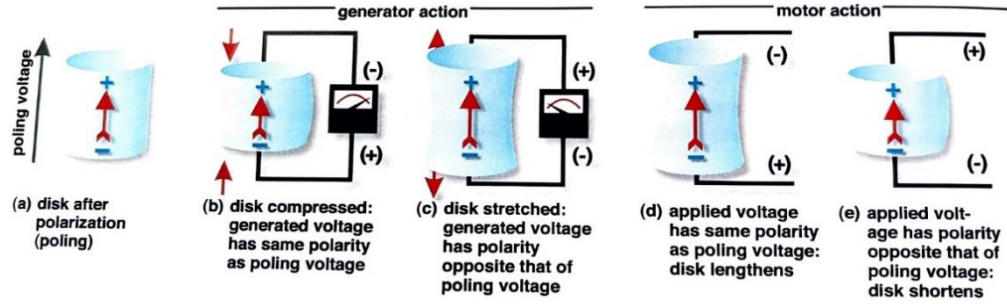 generator action
motor action
poling voltage
+
−
(a) disk after
polarization
(poling)
+
−
(-)
(+)
(b) disk compressed:
generated voltage
has same polarity
as poling voltage
+
−
(+)
(-)
(c) disk stretched:
generated voltage
has polarity
opposite that of
poling voltage
+
−
(-)
(+)
(d) applied voltage
has same polarity
as poling voltage:
disk lengthens
+
−
(+)
(-)
(e) applied volt-
age has polarity
opposite that of
poling voltage:
disk shortens